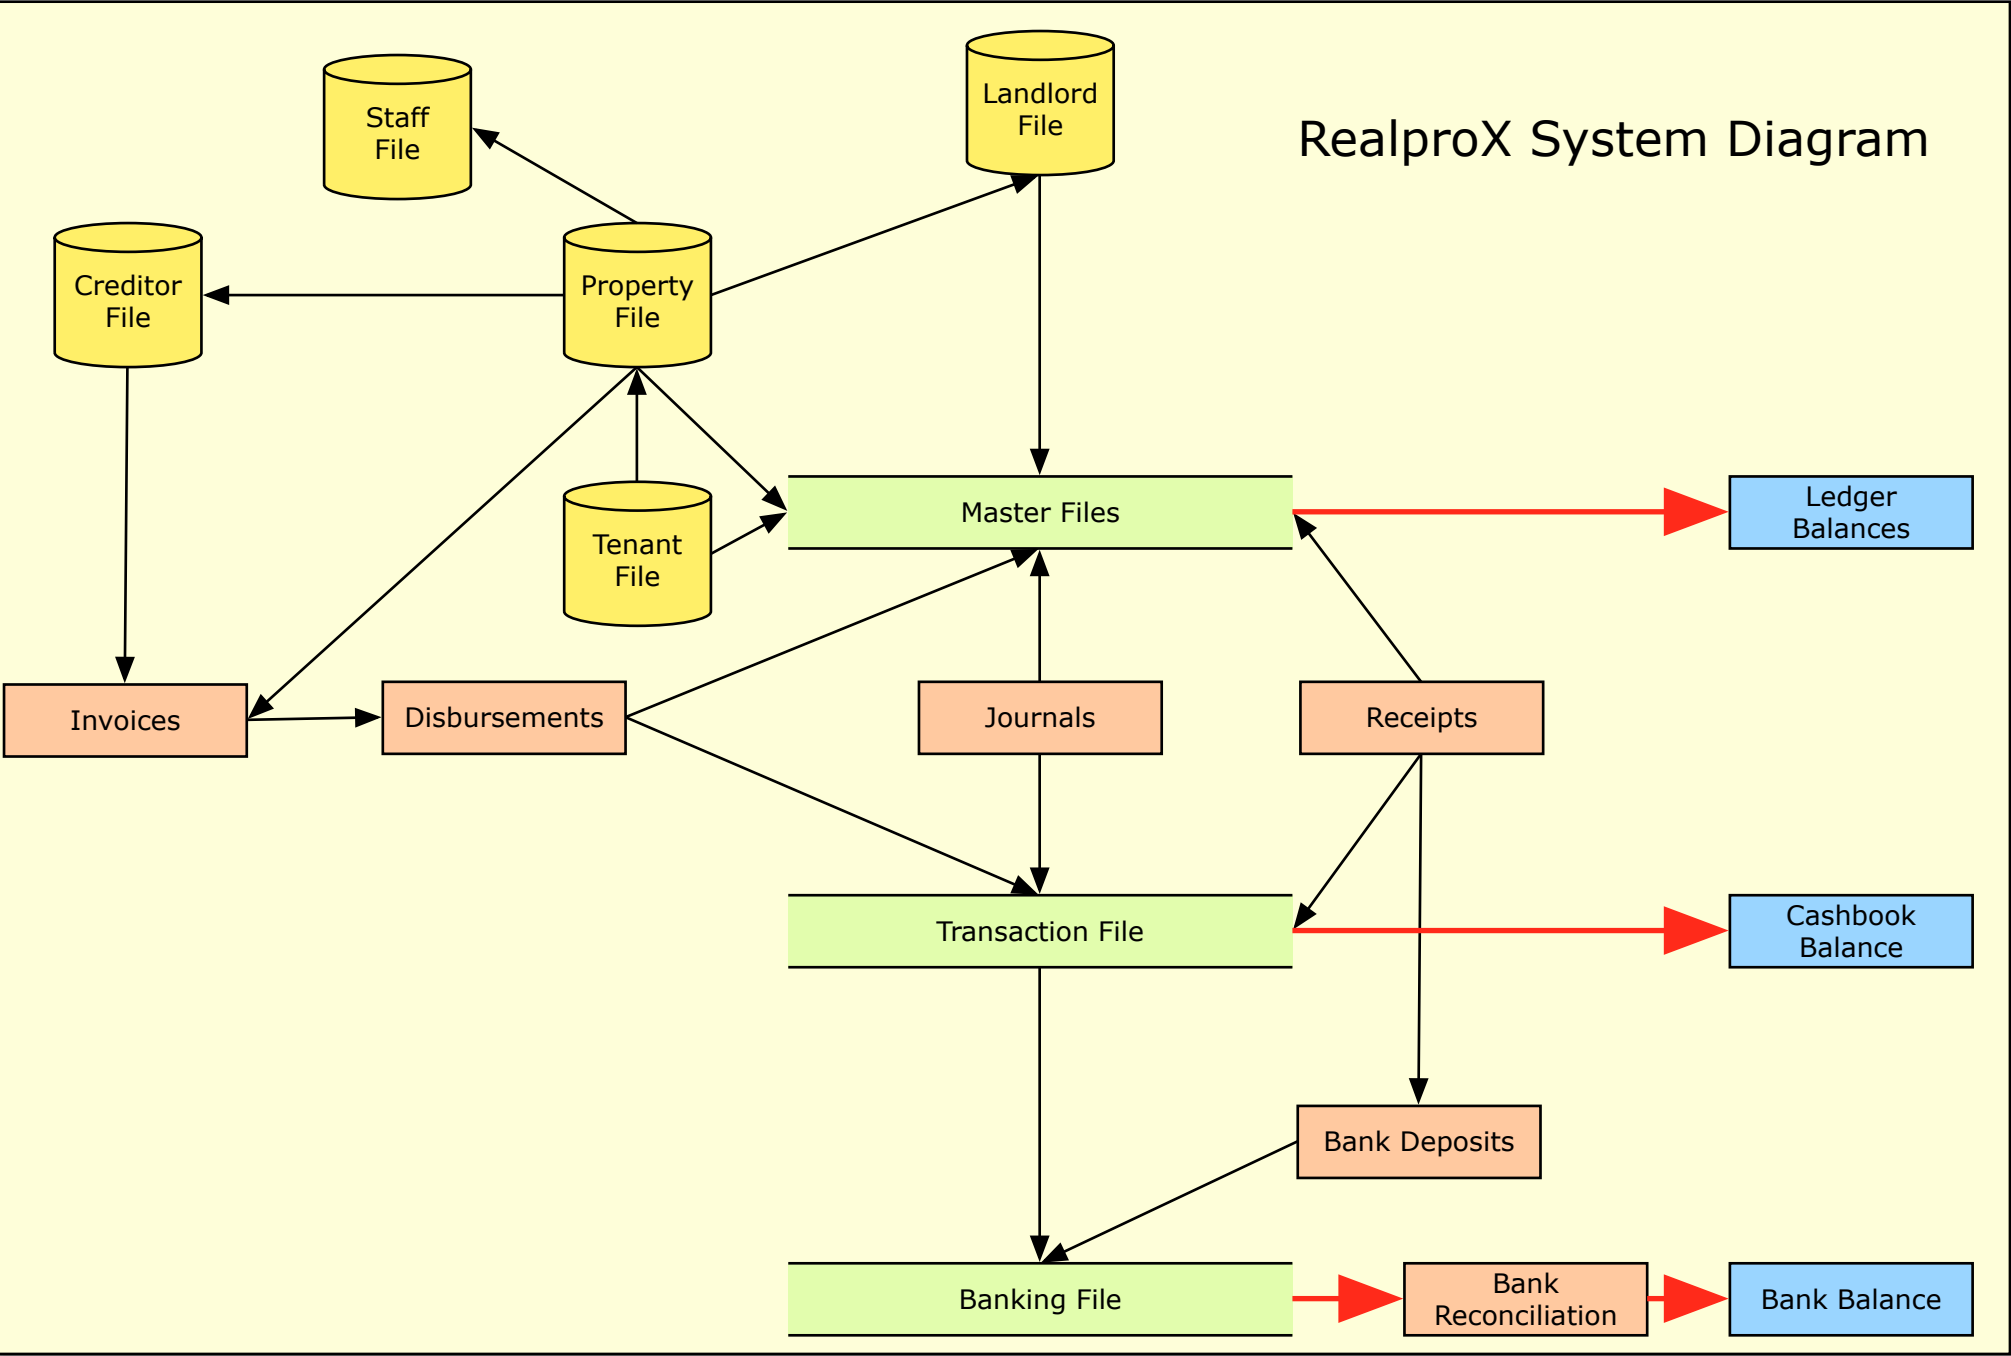 Landlord
File
Staff
File
RealproX System Diagram
Creditor
File
Property
File
Master Files
Ledger
Balances
Tenant
File
Invoices
Disbursements
Journals
Receipts
Transaction File
Cashbook
Balance
Bank Deposits
Banking File
Bank
Reconciliation
Bank Balance